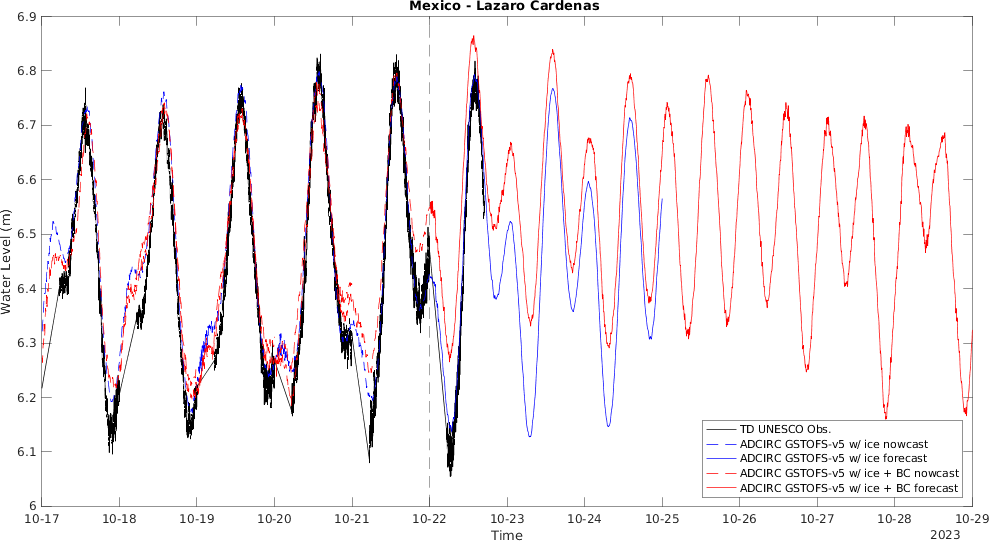 Mexico - Lazaro Cardenas
6.9
6.8
6.7
6.6
6.5
6.4
6.3
6.2
6.1
6
Water Level (m)
10-17 10-18 10-19 10-20 10-21 10-22 10-23 10-24 10-25 10-26 10-27 10-28 10-29
Time
2023
TD UNESCO Obs.
ADCIRC GSTOFS-v5 w/ ice nowcast
ADCIRC GSTOFS-v5 w/ ice forecast
ADCIRC GSTOFS-v5 w/ ice + BC nowcast
ADCIRC GSTOFS-v5 w/ ice + BC forecast